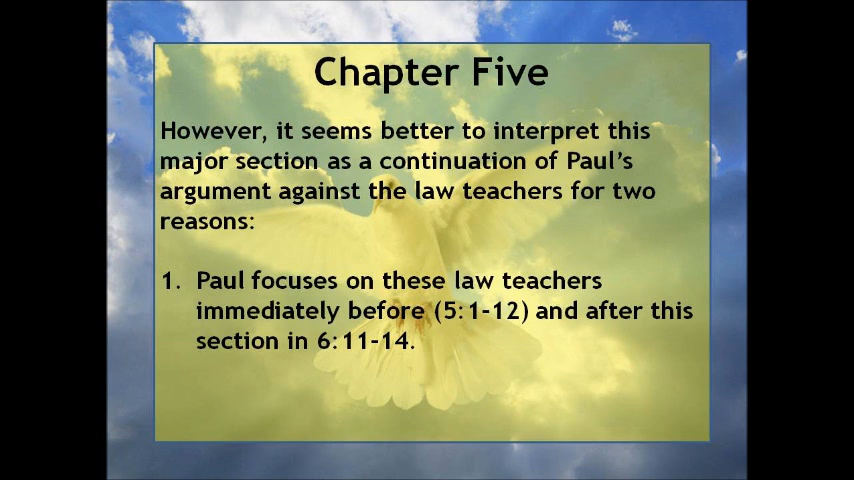 Chapter Five
However, it seems better to interpret this
major section as a continuation of Paul's
argument against the law teachers for two
reasons:
1. Paul focuses on these law teachers
immediately before (5:1-12) and after this
section in 6:11-14.